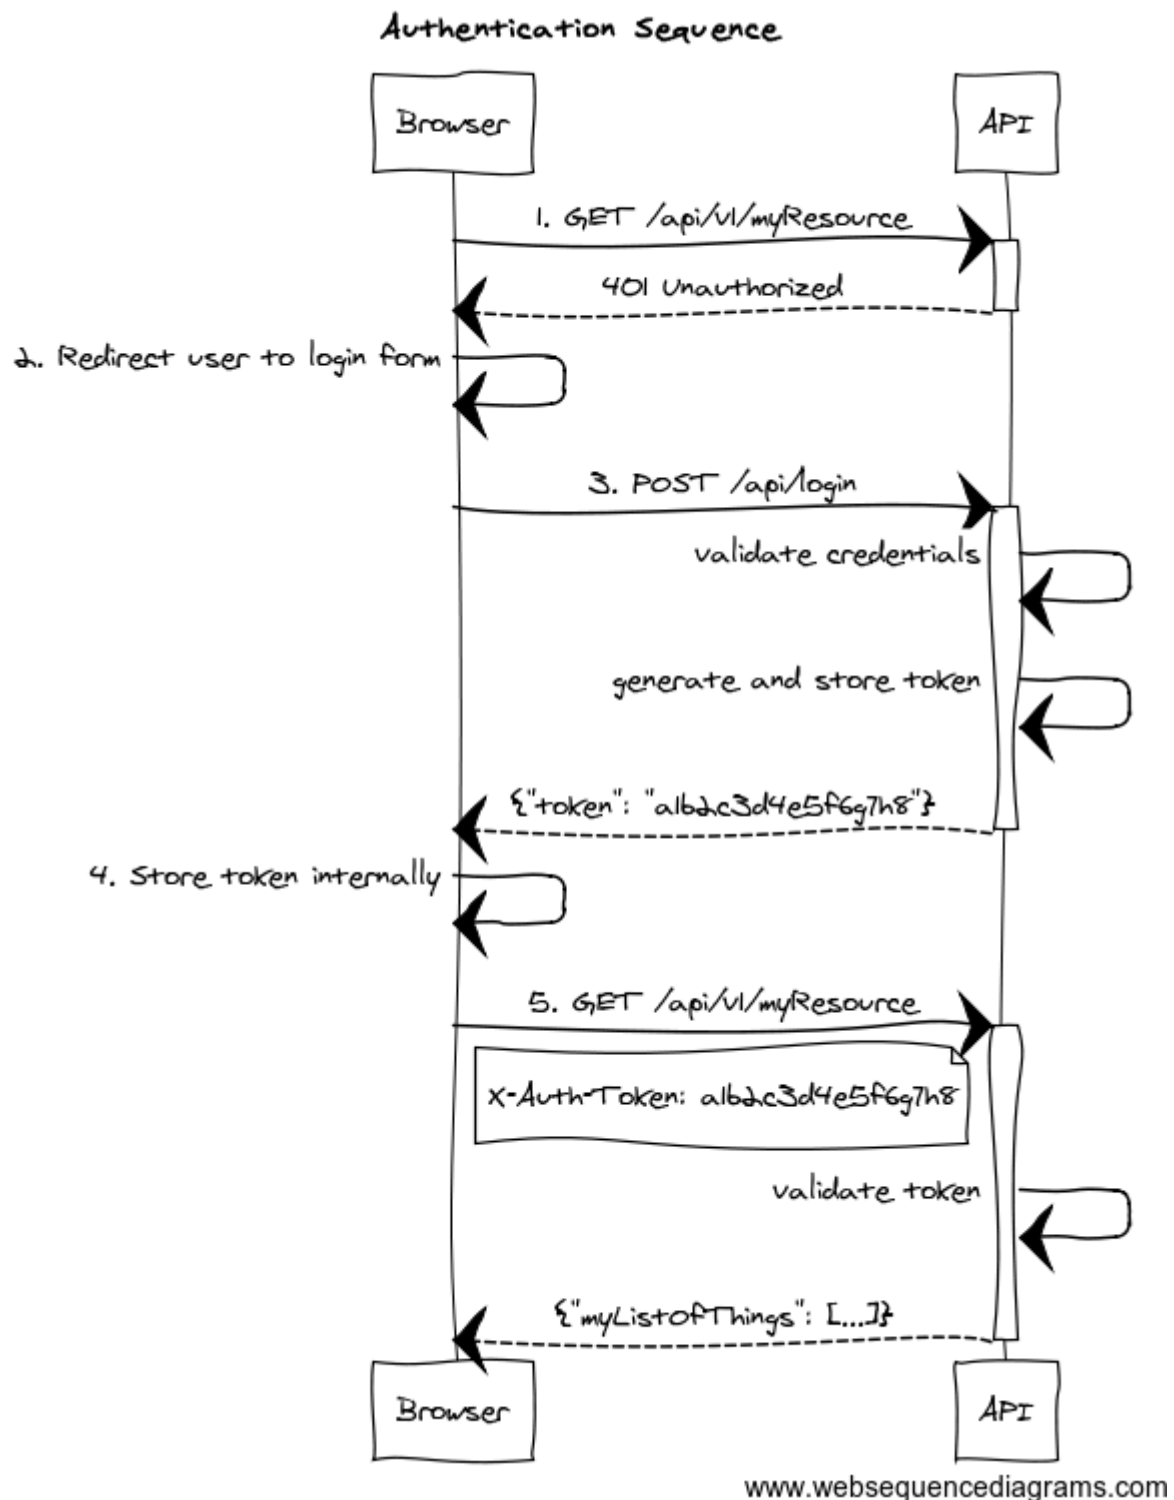 Authentication Sequence
Browser
API
1. GET /api/v1/myResource
401 Unauthorized
2. Redirect user to login form
3. POST /api/login
validate credentials
generate and store token
{"token": "a1b2c3d4e5f6g7h8"}
4. Store token internally
5. GET /api/v1/myResource
X-Auth-Token: a1b2c3d4e5f6g7h8
validate token
{"myListOfThings": [...]}
Browser
API
www.websequencediagrams.com